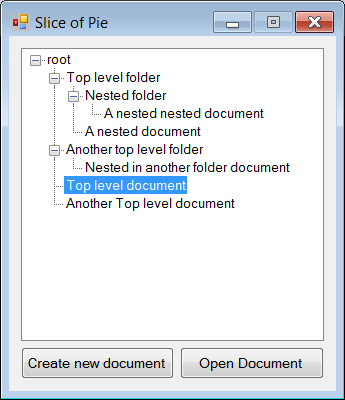 Slice of Pie
root
Top level folder
Nested folder
A nested nested document
A nested document
Another top level folder
Nested in another folder document
Top level document
Another Top level document
Create new document
Open Document